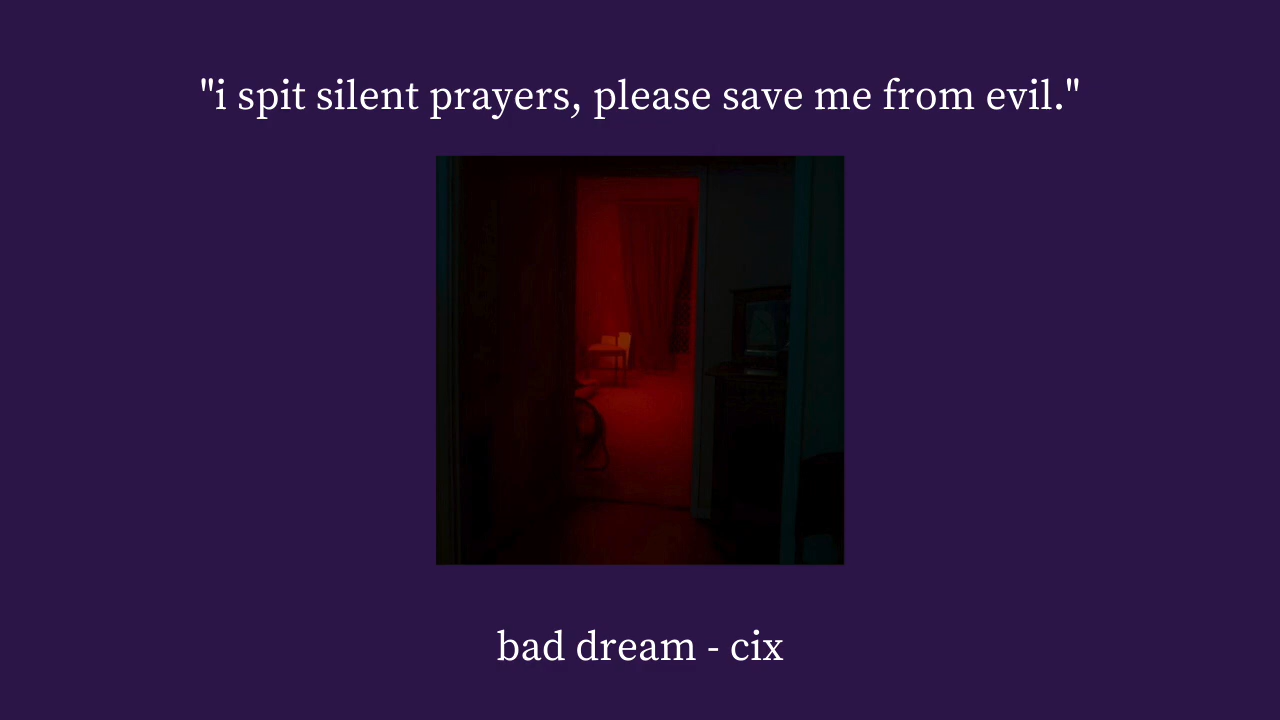 "i spit silent prayers, please save me from evil."
bad dream - cix